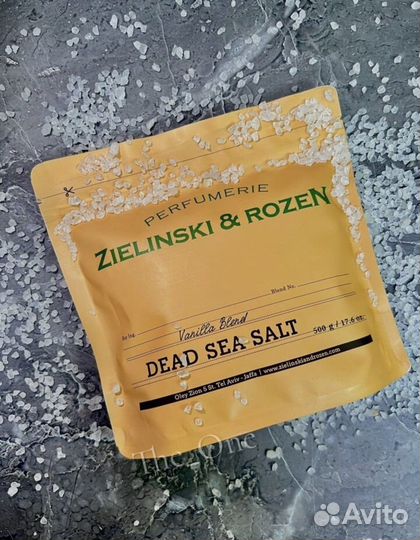 PERFUMERIE
ZIELINSKI & ROZEN
Blend No.
Vanilla Blend
DEAD SEA SALT 500 g / 17.6 oz.
Oley Zion 5 St. Tel Aviv - Jaffa | www.zielinskiandrozen.com
The One
Avito